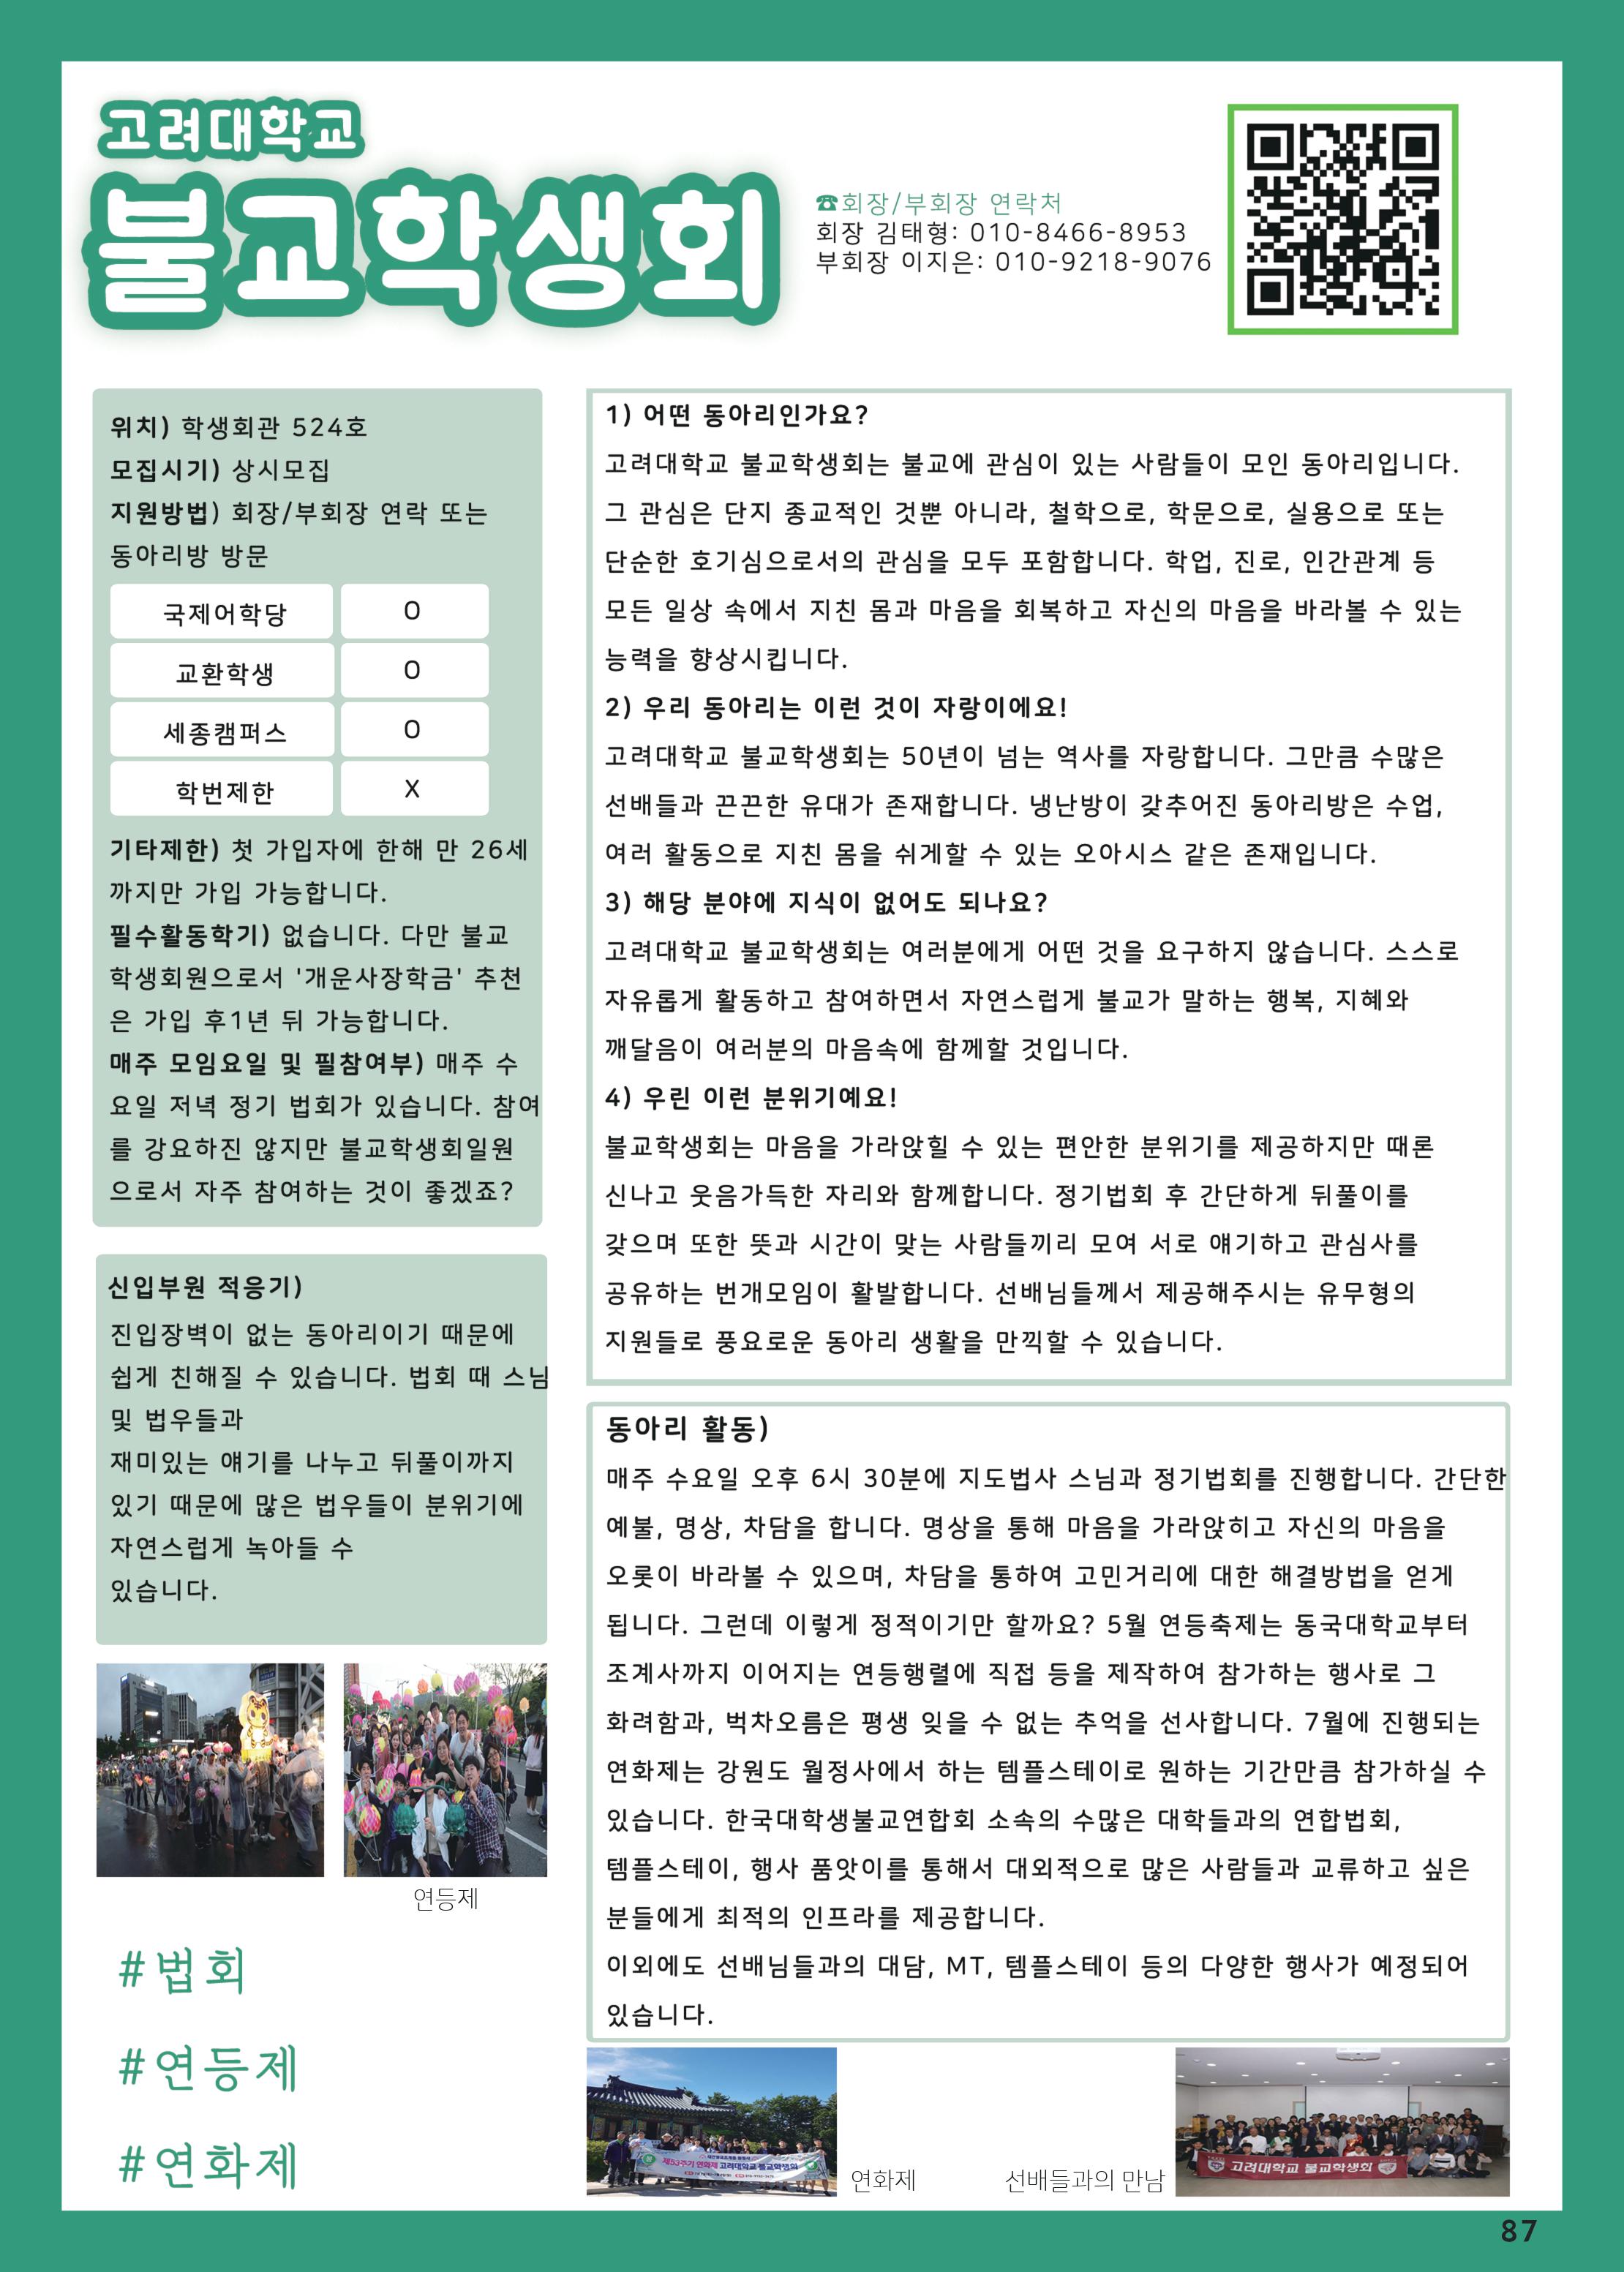 고려대학교
불교학생회
☎회장/부회장 연락처
회장 김태형: 010-8466-8953
부회장 이지은: 010-9218-9076
위치) 학생회관 524호
모집시기) 상시모집
지원방법) 회장/부회장 연락 또는
동아리방 방문
국제어학당 O
교환학생 O
세종캠퍼스 O
학번제한 X
기타제한) 첫 가입자에 한해 만 26세
까지만 가입 가능합니다.
필수활동학기) 없습니다. 다만 불교
학생회원으로서 '개운사장학금' 추천
은 가입 후1년 뒤 가능합니다.
매주 모임요일 및 필참여부) 매주 수
요일 저녁 정기 법회가 있습니다. 참여
를 강요하진 않지만 불교학생회일원
으로서 자주 참여하는 것이 좋겠죠?
신입부원 적응기)
진입장벽이 없는 동아리이기 때문에
쉽게 친해질 수 있습니다. 법회 때 스님
및 법우들과
재미있는 얘기를 나누고 뒤풀이까지
있기 때문에 많은 법우들이 분위기에
자연스럽게 녹아들 수
있습니다.
연등제
#법회
#연등제
#연화제
1) 어떤 동아리인가요?
고려대학교 불교학생회는 불교에 관심이 있는 사람들이 모인 동아리입니다.
그 관심은 단지 종교적인 것뿐 아니라, 철학으로, 학문으로, 실용으로 또는
단순한 호기심으로서의 관심을 모두 포함합니다. 학업, 진로, 인간관계 등
모든 일상 속에서 지친 몸과 마음을 회복하고 자신의 마음을 바라볼 수 있는
능력을 향상시킵니다.
2) 우리 동아리는 이런 것이 자랑이에요!
고려대학교 불교학생회는 50년이 넘는 역사를 자랑합니다. 그만큼 수많은
선배들과 끈끈한 유대가 존재합니다. 냉난방이 갖추어진 동아리방은 수업,
여러 활동으로 지친 몸을 쉬게할 수 있는 오아시스 같은 존재입니다.
3) 해당 분야에 지식이 없어도 되나요?
고려대학교 불교학생회는 여러분에게 어떤 것을 요구하지 않습니다. 스스로
자유롭게 활동하고 참여하면서 자연스럽게 불교가 말하는 행복, 지혜와
깨달음이 여러분의 마음속에 함께할 것입니다.
4) 우린 이런 분위기예요!
불교학생회는 마음을 가라앉힐 수 있는 편안한 분위기를 제공하지만 때론
신나고 웃음가득한 자리와 함께합니다. 정기법회 후 간단하게 뒤풀이를
갖으며 또한 뜻과 시간이 맞는 사람들끼리 모여 서로 얘기하고 관심사를
공유하는 번개모임이 활발합니다. 선배님들께서 제공해주시는 유무형의
지원들로 풍요로운 동아리 생활을 만끽할 수 있습니다.
동아리 활동)
매주 수요일 오후 6시 30분에 지도법사 스님과 정기법회를 진행합니다. 간단한
예불, 명상, 차담을 합니다. 명상을 통해 마음을 가라앉히고 자신의 마음을
오롯이 바라볼 수 있으며, 차담을 통하여 고민거리에 대한 해결방법을 얻게
됩니다. 그런데 이렇게 정적이기만 할까요? 5월 연등축제는 동국대학교부터
조계사까지 이어지는 연등행렬에 직접 등을 제작하여 참가하는 행사로 그
화려함과, 벅차오름은 평생 잊을 수 없는 추억을 선사합니다. 7월에 진행되는
연화제는 강원도 월정사에서 하는 템플스테이로 원하는 기간만큼 참가하실 수
있습니다. 한국대학생불교연합회 소속의 수많은 대학들과의 연합법회,
템플스테이, 행사 품앗이를 통해서 대외적으로 많은 사람들과 교류하고 싶은
분들에게 최적의 인프라를 제공합니다.
이외에도 선배님들과의 대담, MT, 템플스테이 등의 다양한 행사가 예정되어
있습니다.
제53주기 연화제 고려대학교 불교학생회
연화제
선배들과의 만남
고려대학교 불교학생회
87